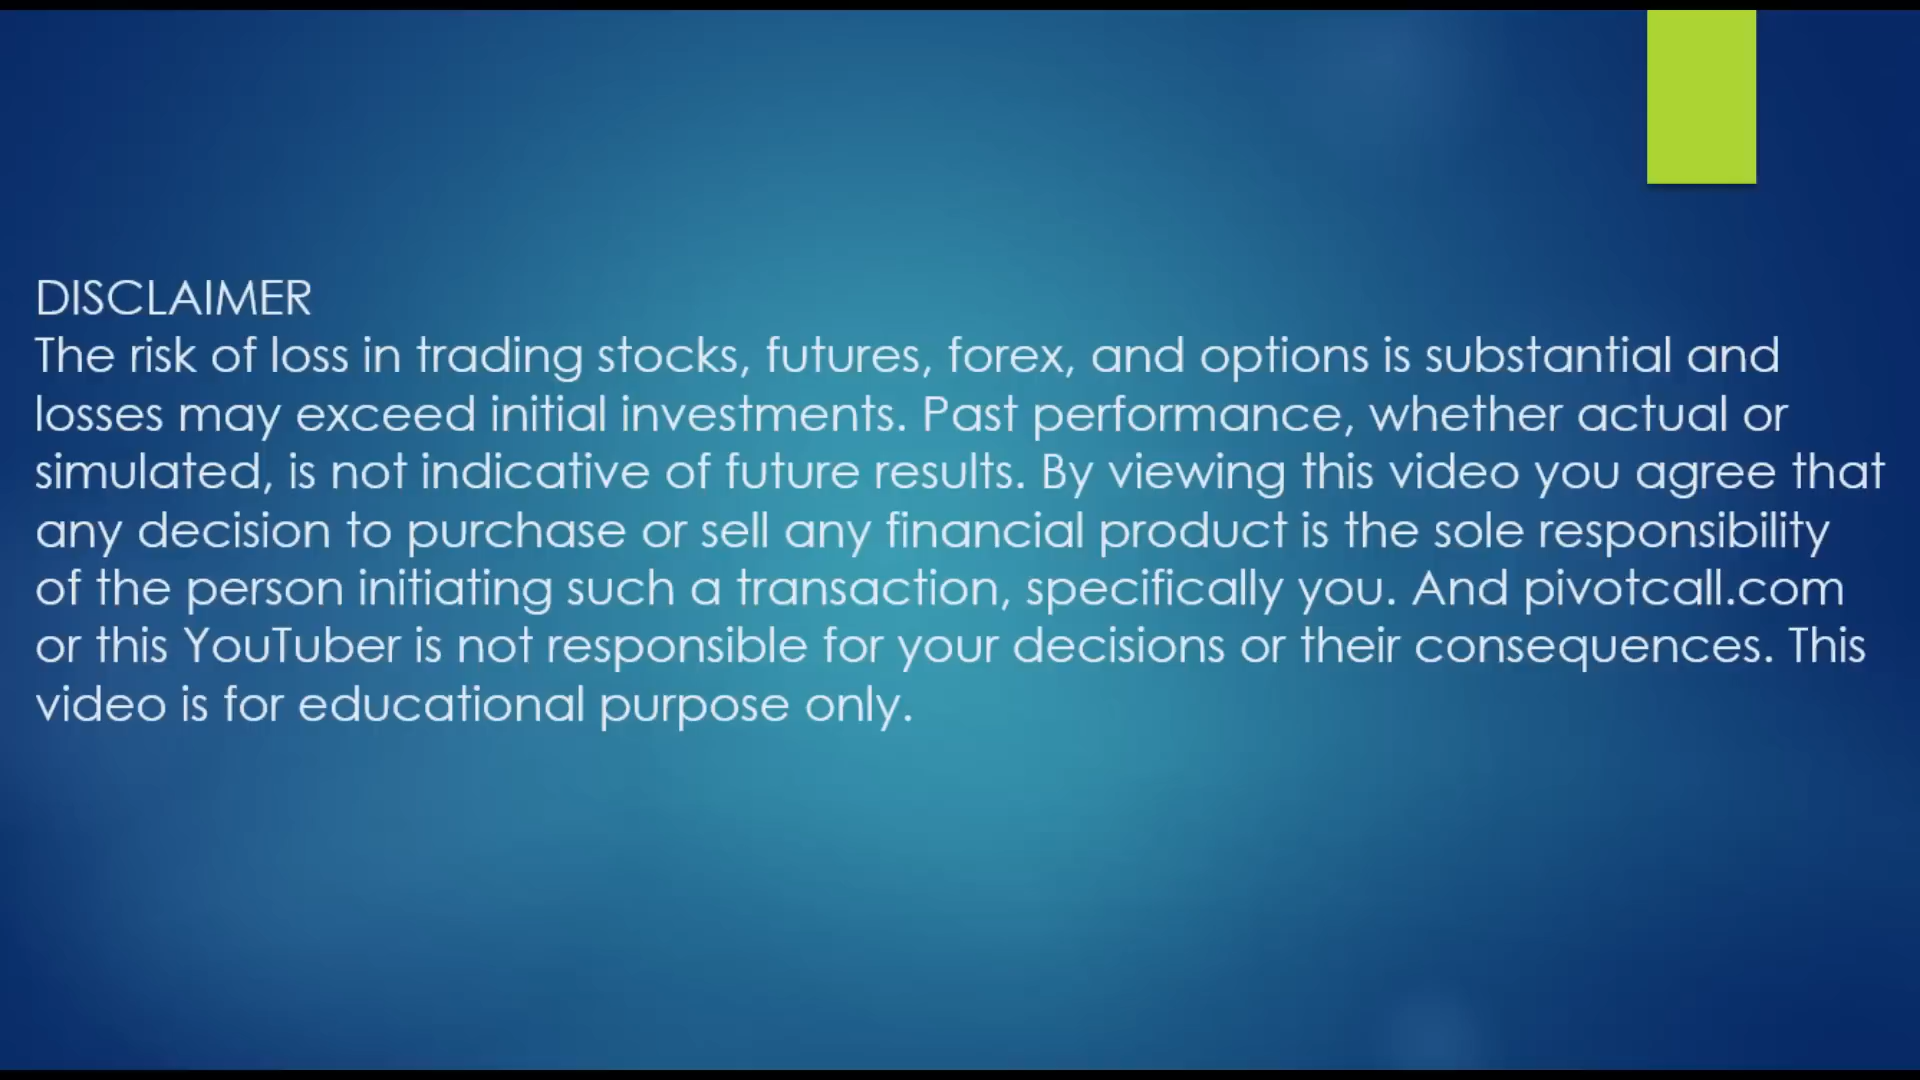 DISCLAIMER
The risk of loss in trading stocks, futures, forex, and options is substantial and
losses may exceed initial investments. Past performance, whether actual or
simulated, is not indicative of future results. By viewing this video you agree that
any decision to purchase or sell any financial product is the sole responsibility
of the person initiating such a transaction, specifically you. And pivotcall.com
or this YouTuber is not responsible for your decisions or their consequences. This
video is for educational purpose only.